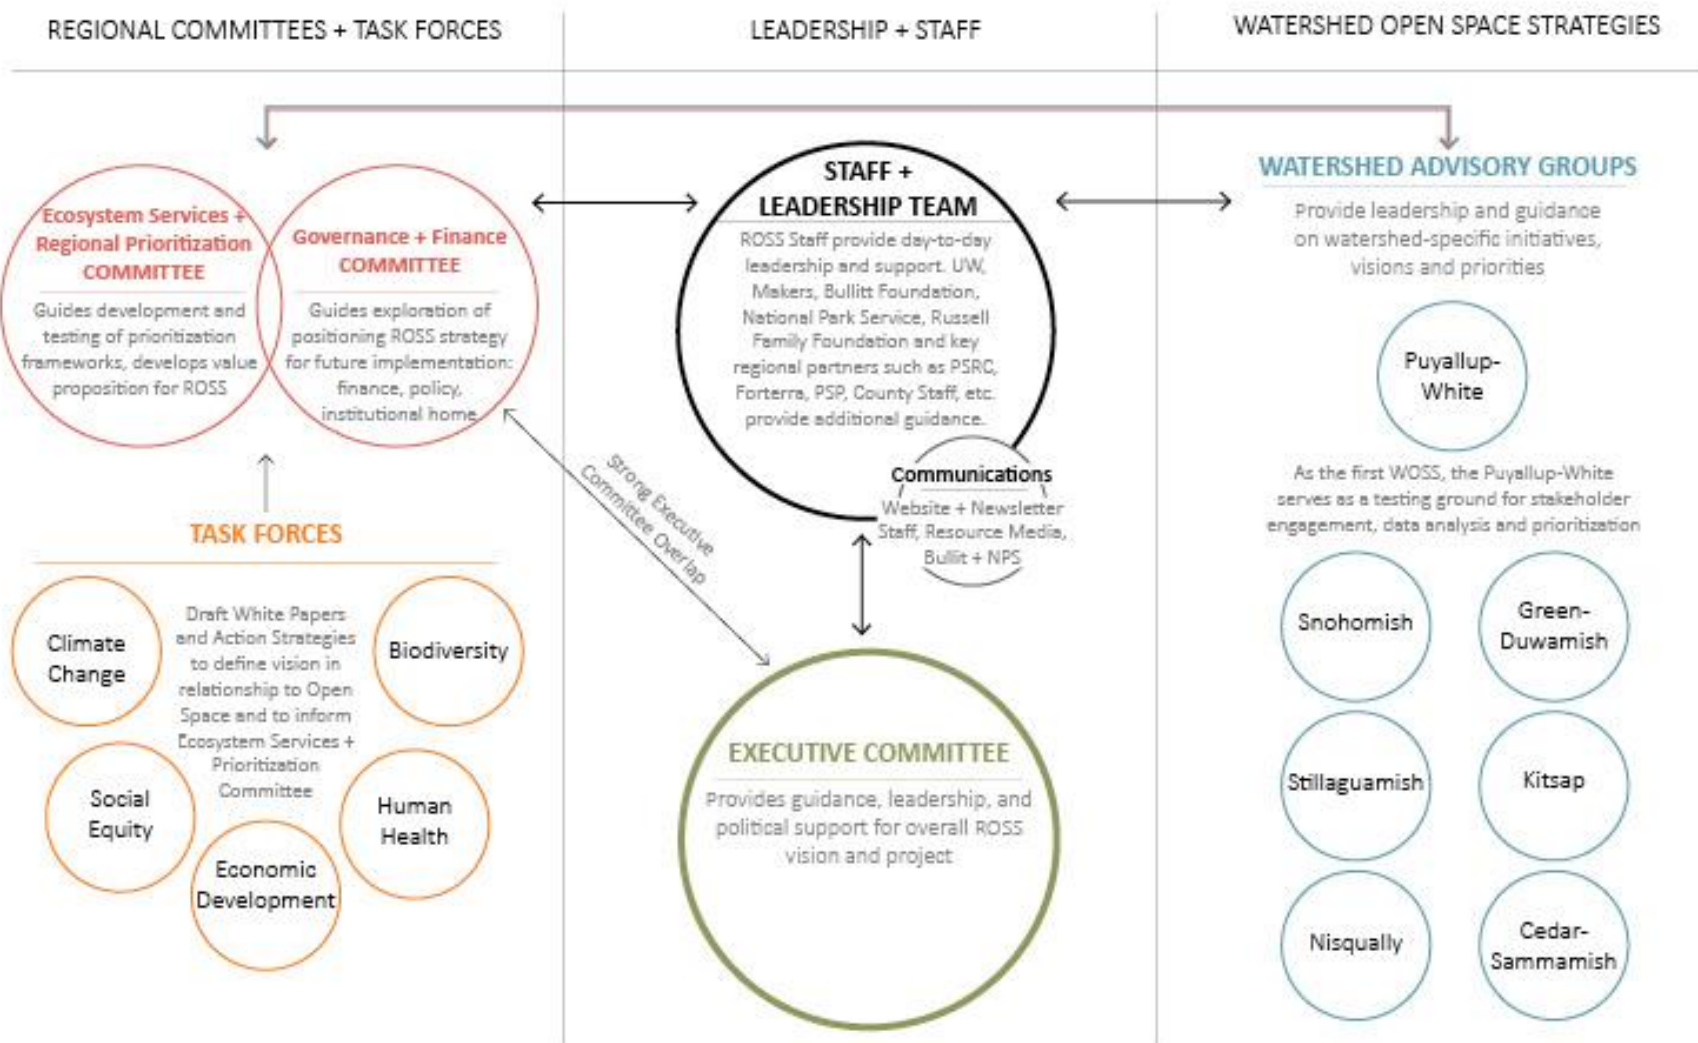 REGIONAL COMMITTEES + TASK FORCES
LEADERSHIP + STAFF
WATERSHED OPEN SPACE STRATEGIES
Ecosystem Services +
Regional Prioritization
COMMITTEE
Guides development and
testing of prioritization
frameworks, develops value
proposition for ROSS
Governance + Finance
COMMITTEE
Guides exploration of
positioning ROSS strategy
for future implementation:
finance, policy,
institutional home
TASK FORCES
Climate
Change
Draft White Papers
and Action Strategies
to define vision in
relationship to Open
Space and to inform
Ecosystem Services +
Prioritization
Committee
Biodiversity
Social
Equity
Economic
Development
Human
Health
STAFF +
LEADERSHIP TEAM
ROSS Staff provide day-to-day
leadership and support. UW,
Makers, Bullitt Foundation,
National Park Service, Russell
Family Foundation and key
regional partners such as PSRC,
Forterra, PSP, County Staff, etc.
provide additional guidance.
Communications
Website + Newsletter
Staff, Resource Media,
Bullit + NPS
Strong Executive
Committee Overlap
EXECUTIVE COMMITTEE
Provides guidance, leadership, and
political support for overall ROSS
vision and project
WATERSHED ADVISORY GROUPS
Provide leadership and guidance
on watershed-specific initiatives,
visions and priorities
Puyallup-
White
As the first WOSS, the Puyallup-White
serves as a testing ground for stakeholder
engagement, data analysis and prioritization
Snohomish
Green-
Duwamish
Stillaguamish
Kitsap
Nisqually
Cedar-
Sammamish